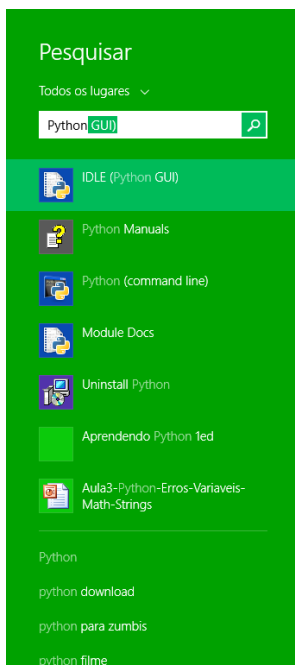 Pesquisar
Todos os lugares
Python GUI)
IDLE (Python GUI)
Python Manuals
Python (command line)
Module Docs
Uninstall Python
Aprendendo Python 1ed
Aula3-Python-Erros-Variaveis-
Math-Strings
Python
python download
python para zumbis
python filme